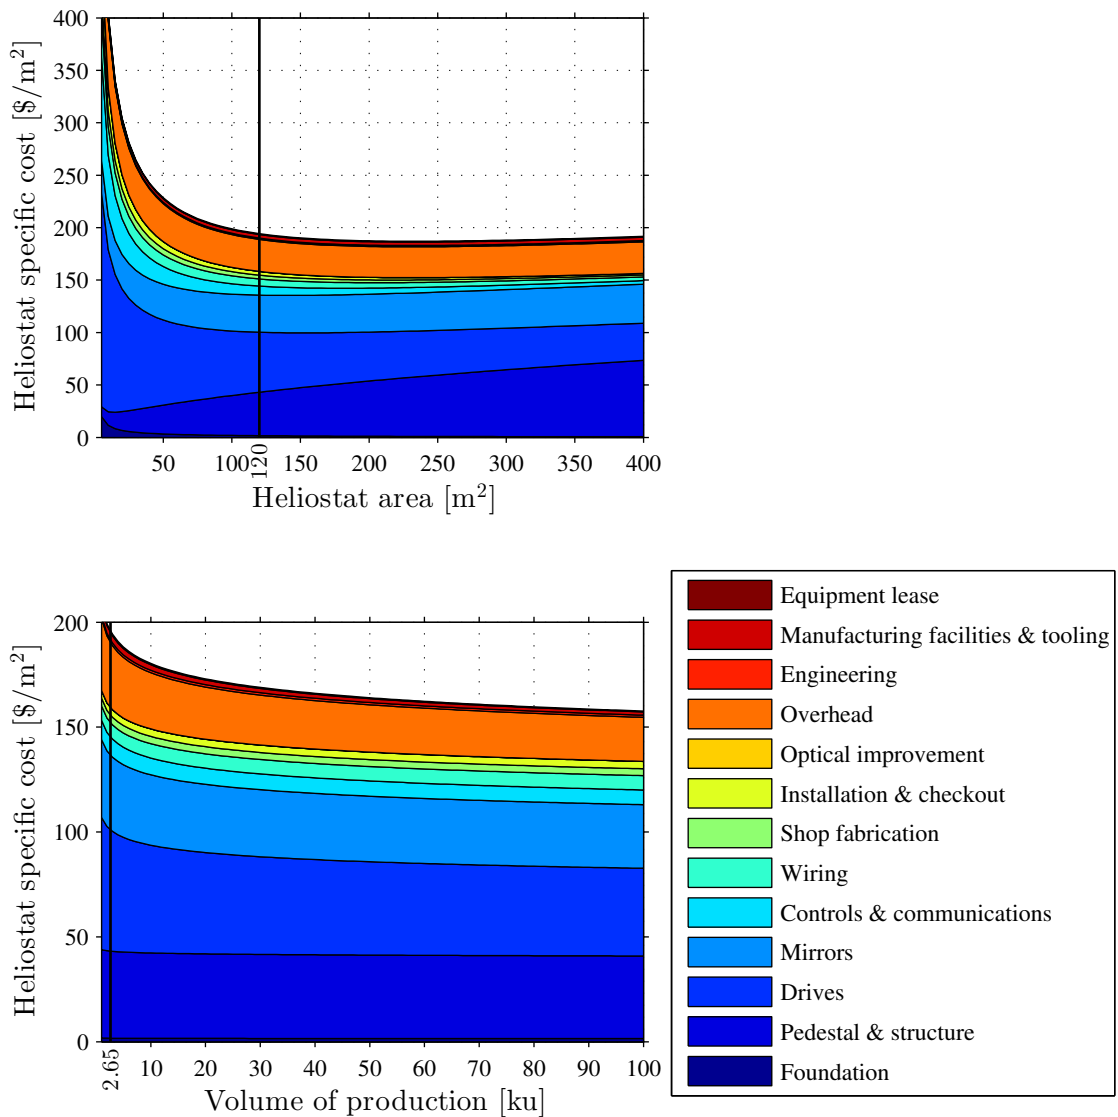 400
350
300
250
200
150
100
50
0
Heliostat specific cost [$/m²]
50 100 120 150 200 250 300 350 400
Heliostat area [m²]
200
150
100
50
0
Heliostat specific cost [$/m²]
2.65 10 20 30 40 50 60 70 80 90 100
Volume of production [ku]
Equipment lease
Manufacturing facilities & tooling
Engineering
Overhead
Optical improvement
Installation & checkout
Shop fabrication
Wiring
Controls & communications
Mirrors
Drives
Pedestal & structure
Foundation